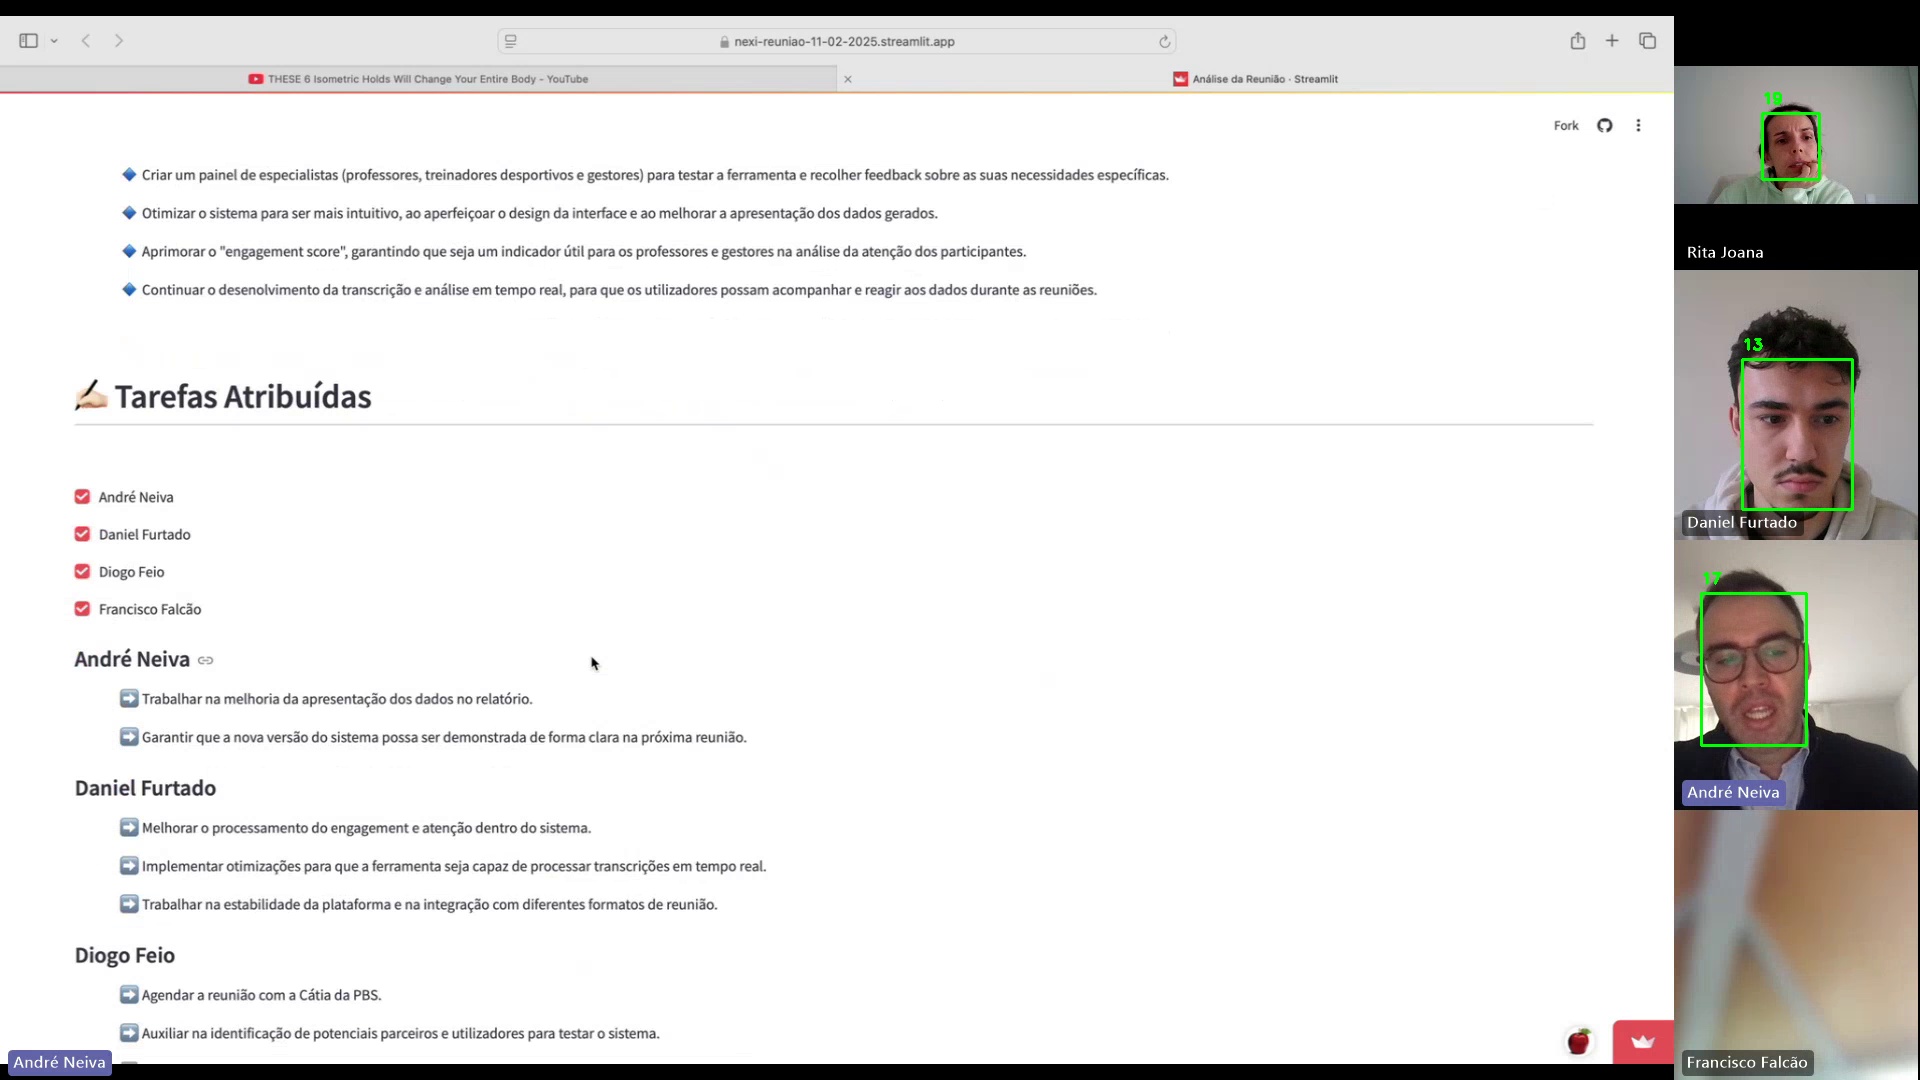 nexi-reuniao-11-02-2025.streamlit.app
THESE 6 Isometric Holds Will Change Your Entire Body - YouTube
Análise da Reunião · Streamlit
Fork
Criar um painel de especialistas (professores, treinadores desportivos e gestores) para testar a ferramenta e recolher feedback sobre as suas necessidades específicas.
Otimizar o sistema para ser mais intuitivo, ao aperfeiçoar o design da interface e ao melhorar a apresentação dos dados gerados.
Aprimorar o "engagement score", garantindo que seja um indicador útil para os professores e gestores na análise da atenção dos participantes.
Continuar o desenolvimento da transcrição e análise em tempo real, para que os utilizadores possam acompanhar e reagir aos dados durante as reuniões.
Tarefas Atribuídas
André Neiva
Daniel Furtado
Diogo Feio
Francisco Falcão
André Neiva
Trabalhar na melhoria da apresentação dos dados no relatório.
Garantir que a nova versão do sistema possa ser demonstrada de forma clara na próxima reunião.
Daniel Furtado
Melhorar o processamento do engagement e atenção dentro do sistema.
Implementar otimizações para que a ferramenta seja capaz de processar transcrições em tempo real.
Trabalhar na estabilidade da plataforma e na integração com diferentes formatos de reunião.
Diogo Feio
Agendar a reunião com a Cátia da PBS.
Auxiliar na identificação de potenciais parceiros e utilizadores para testar o sistema.
André Neiva
19
Rita Joana
13
Daniel Furtado
17
André Neiva
Francisco Falcão